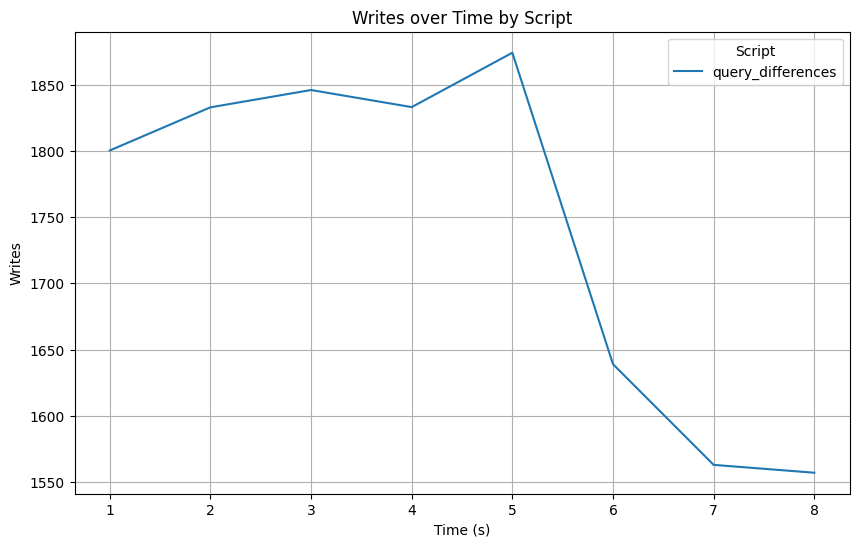 Writes over Time by Script
Script
query_differences
Writes
1850
1800
1750
1700
1650
1600
1550
1 2 3 4 5 6 7 8
Time (s)